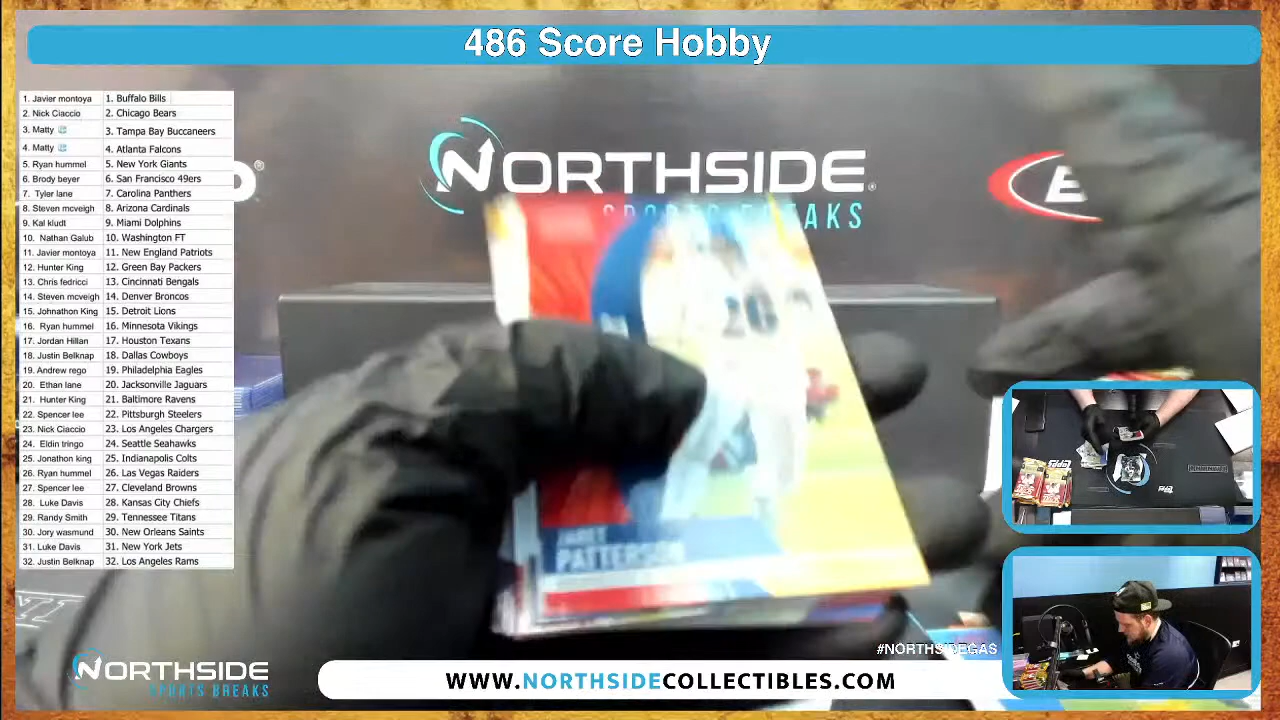 486 Score Hobby
1. Javier montoya 1. Buffalo Bills
2. Nick Ciaccio 2. Chicago Bears
3. Matty 3. Tampa Bay Buccaneers
4. Matty 4. Atlanta Falcons
5. Ryan hummel 5. New York Giants
6. Brody beyer 6. San Francisco 49ers
7. Tyler lane 7. Carolina Panthers
8. Steven mcveigh 8. Arizona Cardinals
9. Kal kludt 9. Miami Dolphins
10. Nathan Galub 10. Washington FT
11. Javier montoya 11. New England Patriots
12. Hunter King 12. Green Bay Packers
13. Chris fedricci 13. Cincinnati Bengals
14. Steven mcveigh 14. Denver Broncos
15. Johnathon King 15. Detroit Lions
16. Ryan hummel 16. Minnesota Vikings
17. Jordan Hillan 17. Houston Texans
18. Justin Belknap 18. Dallas Cowboys
19. Andrew rego 19. Philadelphia Eagles
20. Ethan lane 20. Jacksonville Jaguars
21. Hunter King 21. Baltimore Ravens
22. Spencer lee 22. Pittsburgh Steelers
23. Nick Ciaccio 23. Los Angeles Chargers
24. Eldin tringo 24. Seattle Seahawks
25. Jonathon king 25. Indianapolis Colts
26. Ryan hummel 26. Las Vegas Raiders
27. Spencer lee 27. Cleveland Browns
28. Luke Davis 28. Kansas City Chiefs
29. Randy Smith 29. Tennessee Titans
30. Jory wasmund 30. New Orleans Saints
31. Luke Davis 31. New York Jets
32. Justin Belknap 32. Los Angeles Rams
NORTHSIDE
SPORTS BREAKS
26
JARET
PATTERSON
#NORTHSIDEGAS
NORTHSIDE
SPORTS BREAKS
WWW.NORTHSIDECOLLECTIBLES.COM